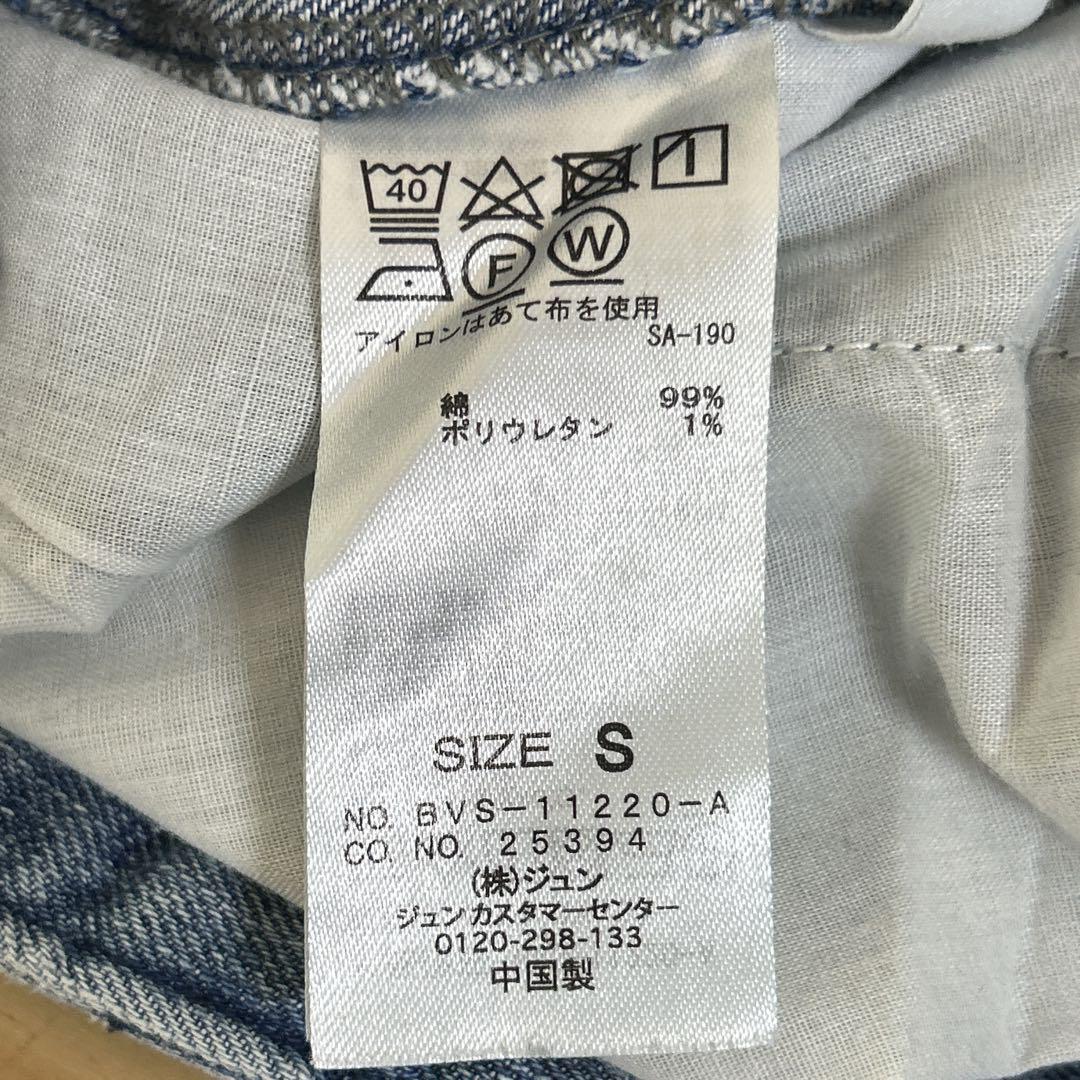 40
F W
アイロンはあて布を使用
SA-190
綿 99%
ポリウレタン 1%
SIZE S
NO. BVS-11220-A
CO. NO. 25394
(株)ジュン
ジュンカスタマーセンター
0120-298-133
中国製